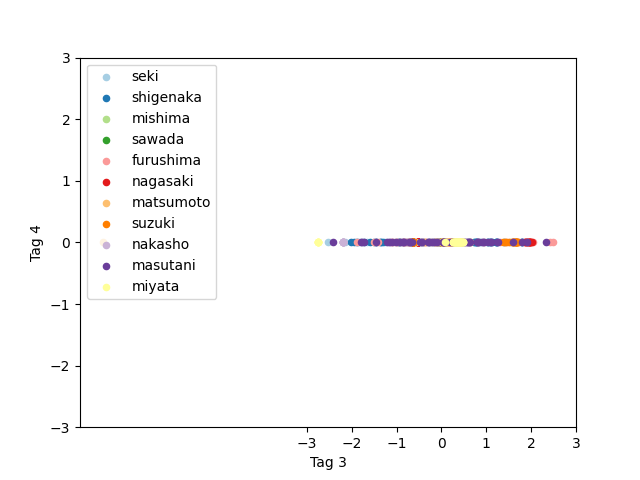 3
2
1
0
−1
−2
−3
Tag 4
seki
shigenaka
mishima
sawada
furushima
nagasaki
matsumoto
suzuki
nakasho
masutani
miyata
−3 −2 −1 0 1 2 3
Tag 3